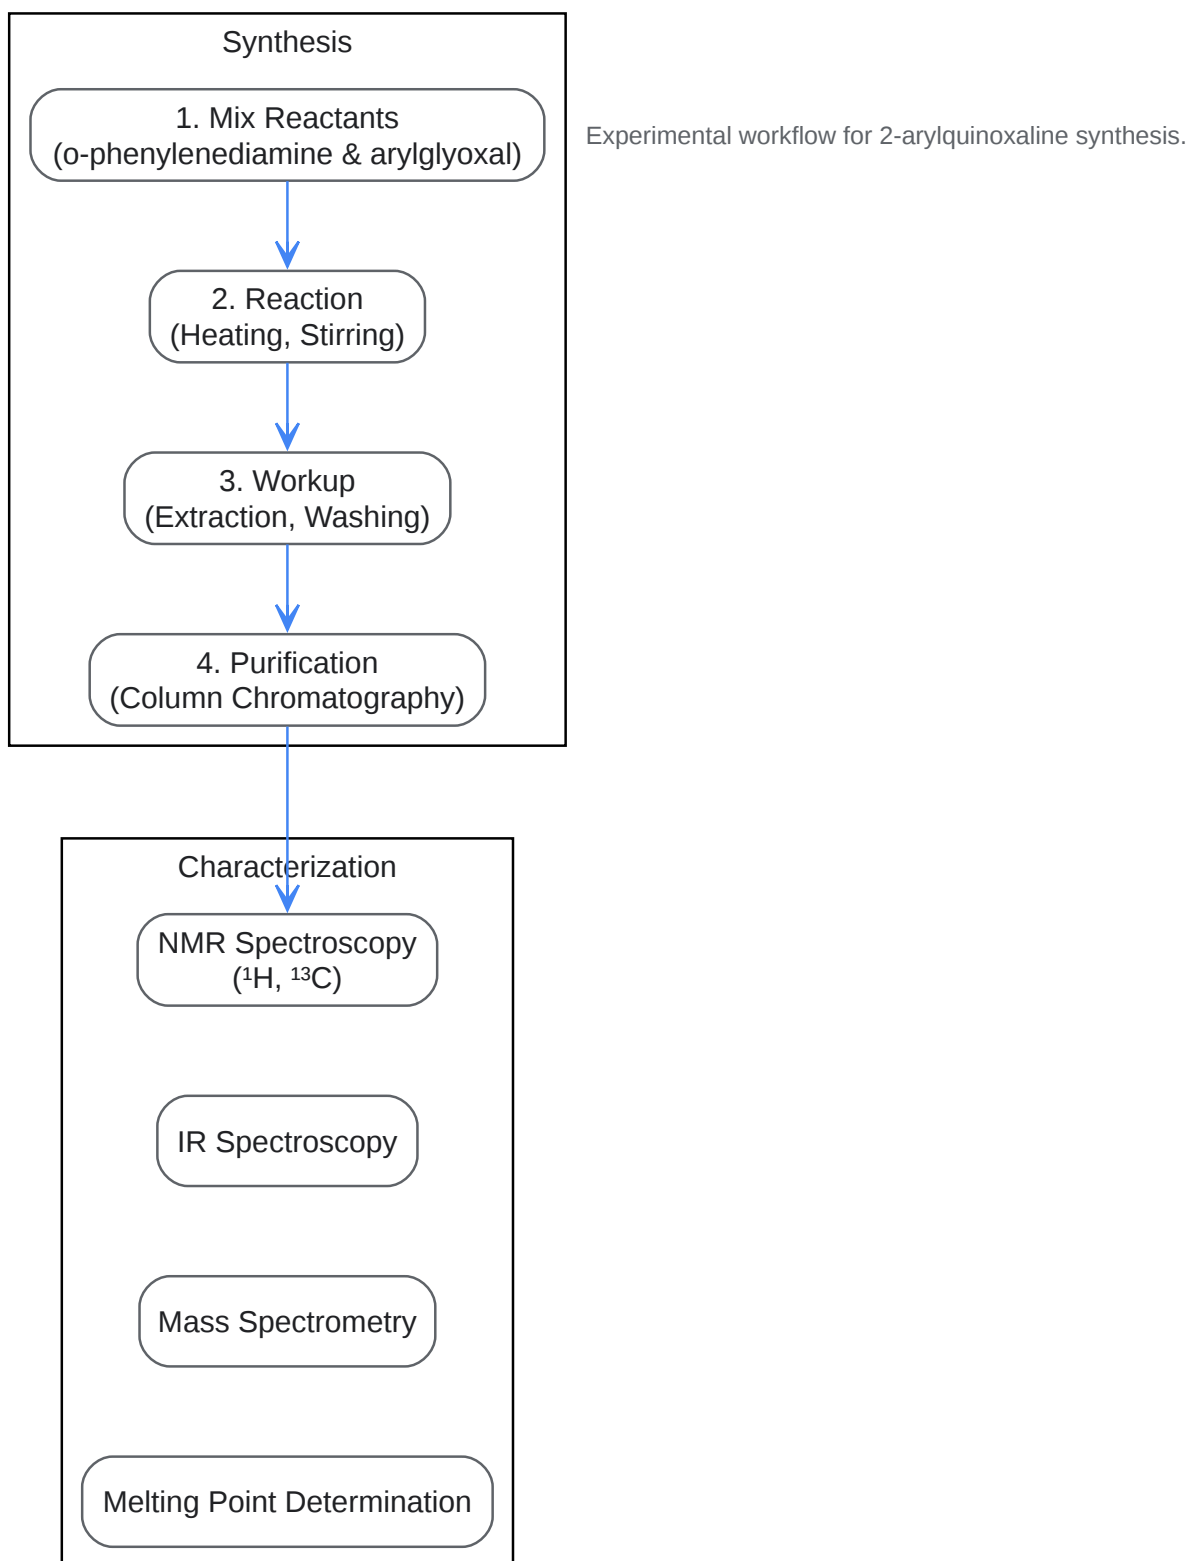 Synthesis
1. Mix Reactants
(o-phenylenediamine & arylglyoxal)
Experimental workflow for 2-arylquinoxaline synthesis.
2. Reaction
(Heating, Stirring)
3. Workup
(Extraction, Washing)
4. Purification
(Column Chromatography)
Characterization
NMR Spectroscopy
(¹H, ¹³C)
IR Spectroscopy
Mass Spectrometry
Melting Point Determination